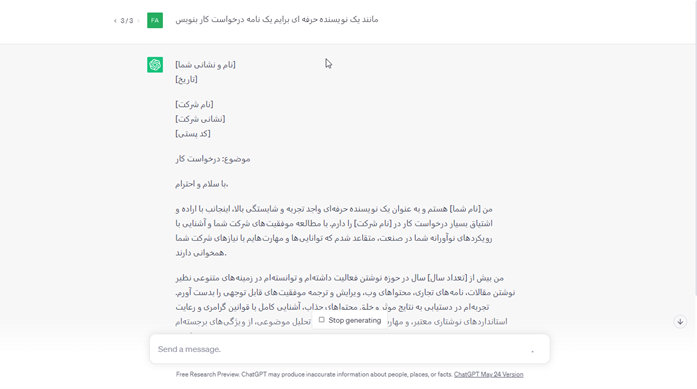 3 / 3
FA
مانند یک نویسنده حرفه ای برایم یک نامه درخواست کار بنویس
[نام و نشانی شما]
[تاریخ]
[نام شرکت]
[نشانی شرکت]
[کد پستی]
موضوع: درخواست کار
با سلام و احترام،
من [نام شما] هستم و به عنوان یک نویسنده حرفه‌ای واجد تجربه و شایستگی بالا، اینجانب با اراده و
اشتیاق بسیار درخواست کار در [نام شرکت] را دارم. با مطالعه موفقیت‌های شرکت شما و آشنایی با
رویکردهای نوآورانه شما در صنعت، متقاعد شدم که توانایی‌ها و مهارت‌هایم با نیازهای شرکت شما
همخوانی دارند.
من بیش از [تعداد سال] سال در حوزه نوشتن فعالیت داشته‌ام و توانسته‌ام در زمینه‌های متنوعی نظیر
نوشتن مقالات، نامه‌های تجاری، محتواهای وب، ویرایش و ترجمه موفقیت‌های قابل توجهی را بدست آورم.
تجربه‌ام در دستیابی به نتایج موثر و خلق محتواهای جذاب، آشنایی کامل با قوانین گرامری و رعایت
استانداردهای نوشتاری معتبر، و تحلیل موضوعی، از ویژگی‌های برجسته‌ام
Stop generating
Send a message.
Free Research Preview. ChatGPT may produce inaccurate information about people, places, or facts. ChatGPT May 24 Version